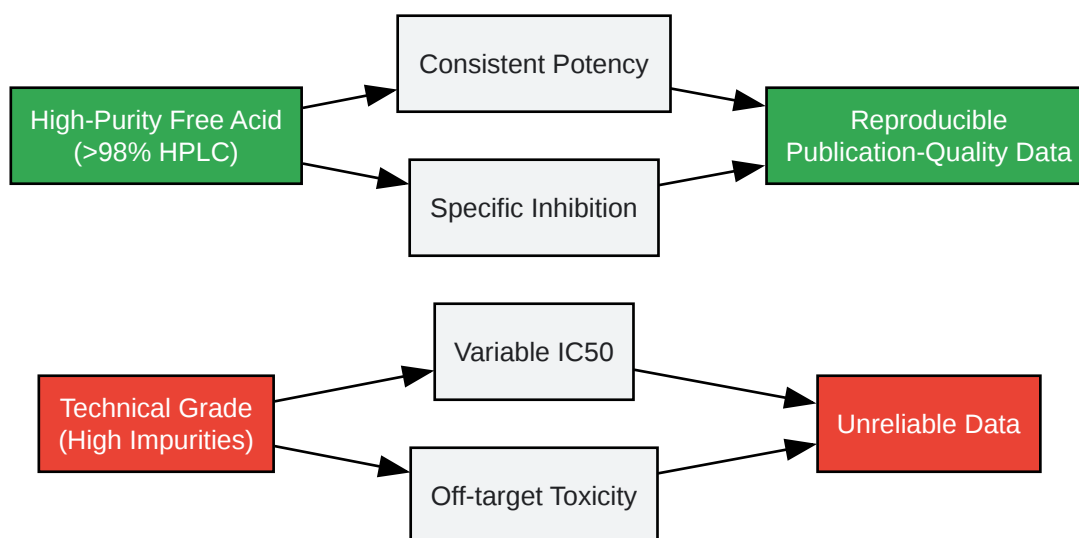 Consistent Potency
High-Purity Free Acid
(>98% HPLC)
Reproducible
Publication-Quality Data
Specific Inhibition
Variable IC50
Technical Grade
(High Impurities)
Unreliable Data
Off-target Toxicity